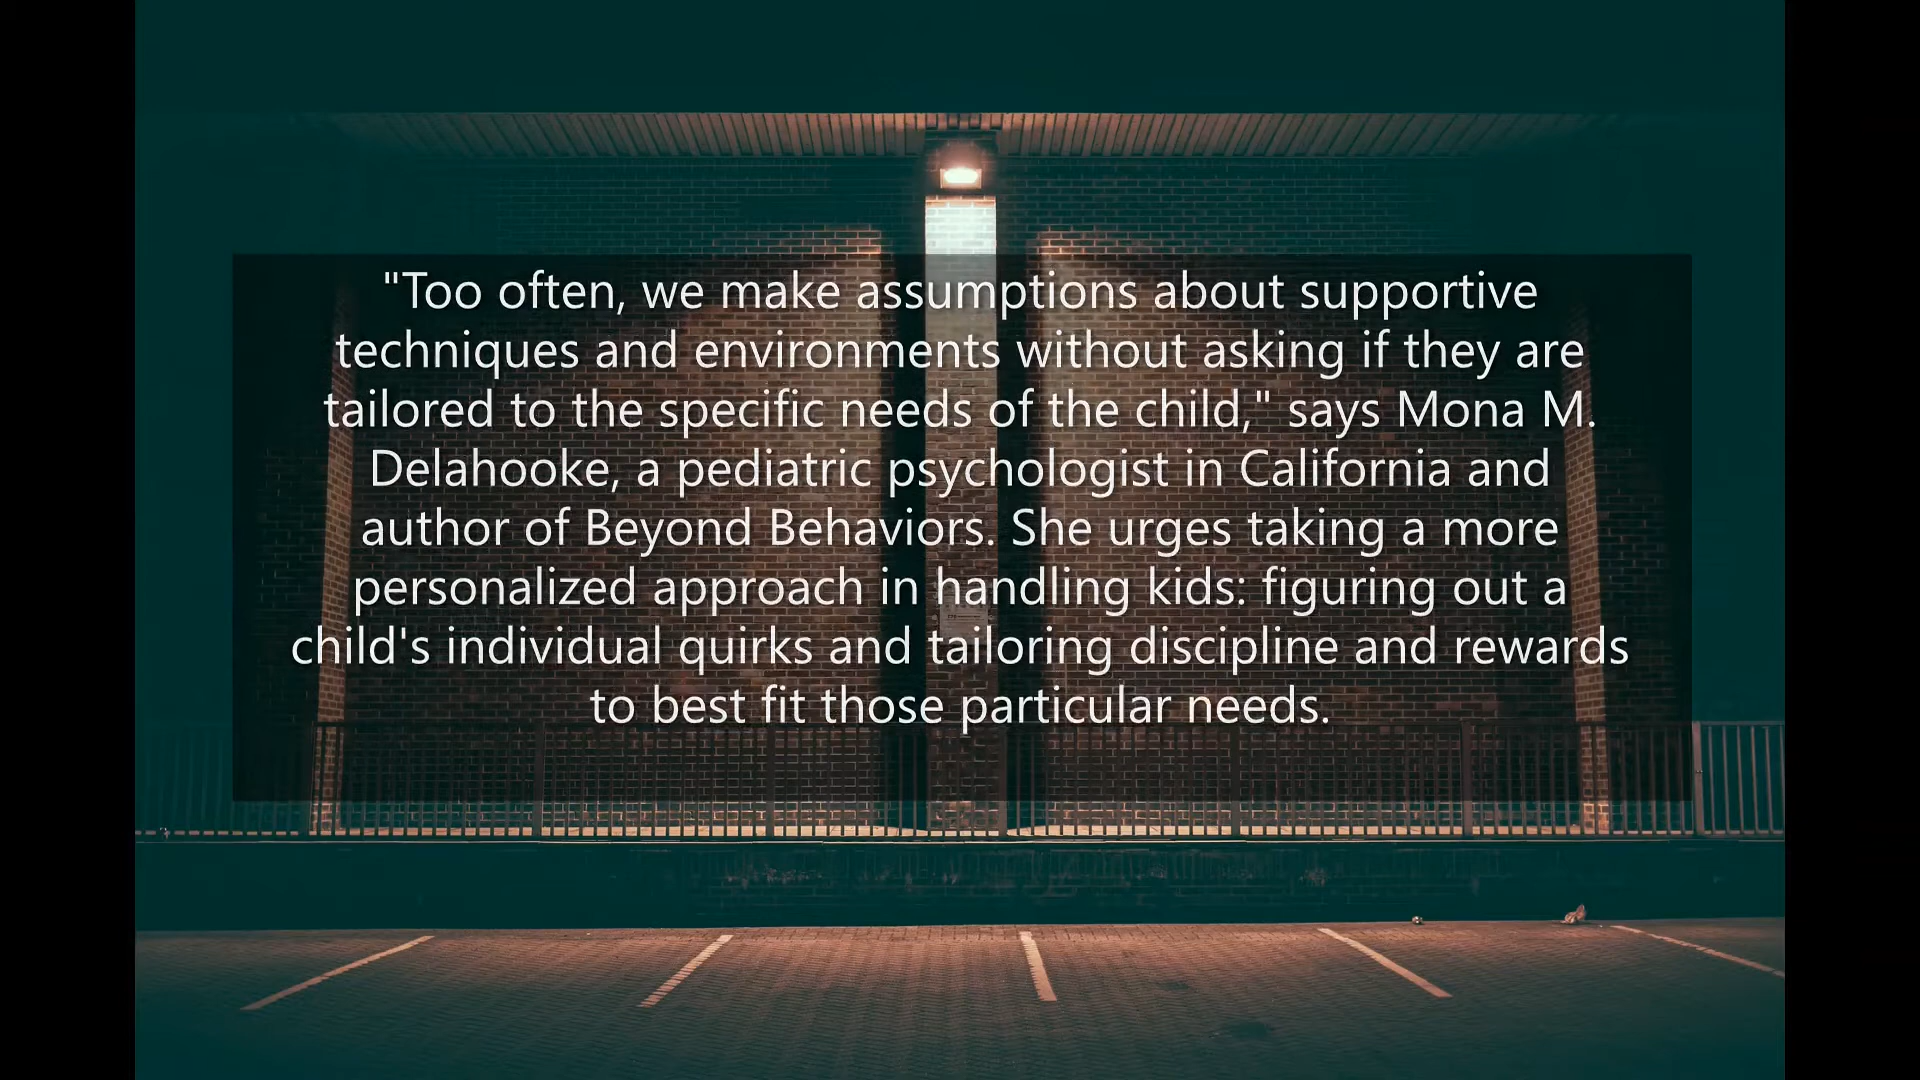 "Too often, we make assumptions about supportive
techniques and environments without asking if they are
tailored to the specific needs of the child," says Mona M.
Delahooke, a pediatric psychologist in California and
author of Beyond Behaviors. She urges taking a more
personalized approach in handling kids: figuring out a
child's individual quirks and tailoring discipline and rewards
to best fit those particular needs.